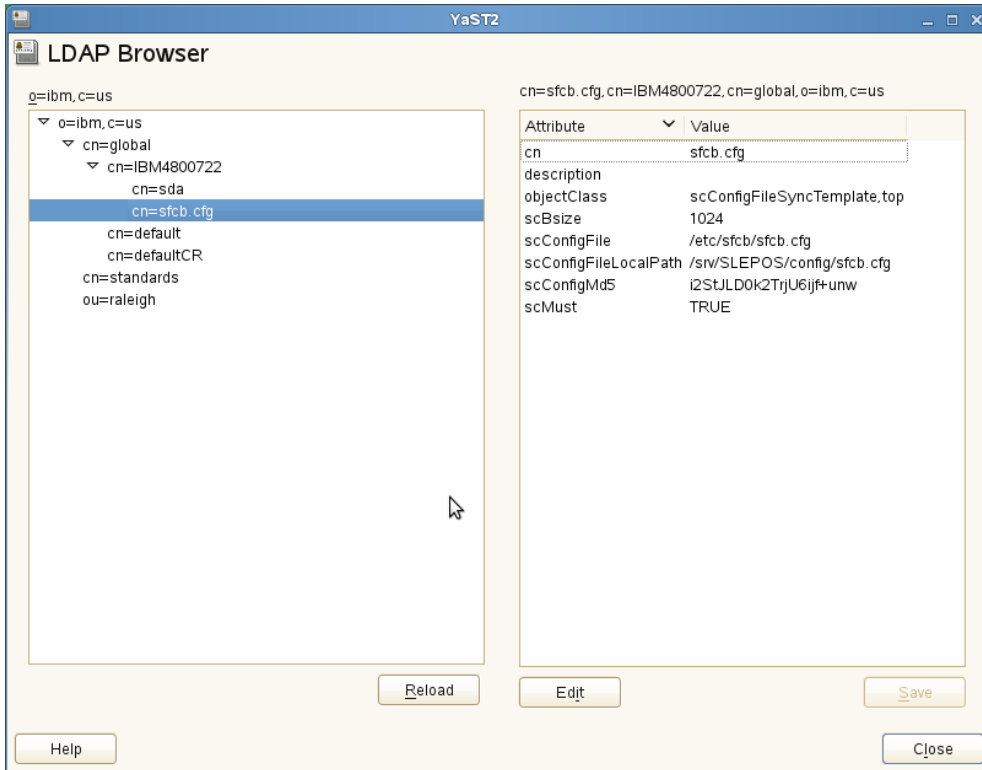 YaST2
LDAP Browser
o=ibm,c=us
o=ibm,c=us
cn=global
cn=IBM4800722
cn=sda
cn=sfcb.cfg
cn=default
cn=defaultCR
cn=standards
ou=raleigh
Reload
cn=sfcb.cfg,cn=IBM4800722,cn=global,o=ibm,c=us
Attribute Value
cn sfcb.cfg
description
objectClass scConfigFileSyncTemplate,top
scBsize 1024
scConfigFile /etc/sfcb/sfcb.cfg
scConfigFileLocalPath /srv/SLEPOS/config/sfcb.cfg
scConfigMd5 i2StJLD0k2TrjU6ijf+unw
scMust TRUE
Edit
Save
Help
Close